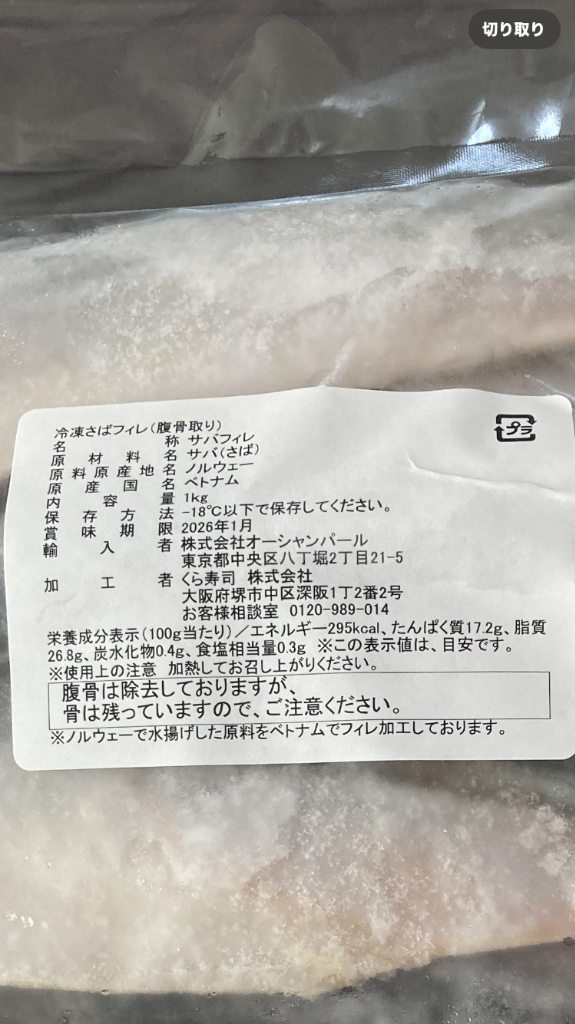 切り取り
プラ
冷凍さばフィレ(腹骨取り)
名称 サバフィレ
原材料名 サバ(さば)
原料原産地名 ノルウェー
原産国名 ベトナム
内容量 1kg
保存方法 -18℃以下で保存してください。
賞味期限 2026年1月
輸入者 株式会社オーシャンパール
東京都中央区八丁堀2丁目21-5
加工者 くら寿司 株式会社
大阪府堺市中区深阪1丁2番2号
お客様相談室 0120-989-014
栄養成分表示(100g当たり)/エネルギー295kcal、たんぱく質17.2g、脂質
26.8g、炭水化物0.4g、食塩相当量0.3g ※この表示値は、目安です。
※使用上の注意 加熱してお召し上がりください。
腹骨は除去しておりますが、
骨は残っていますので、ご注意ください。
※ノルウェーで水揚げした原料をベトナムでフィレ加工しております。